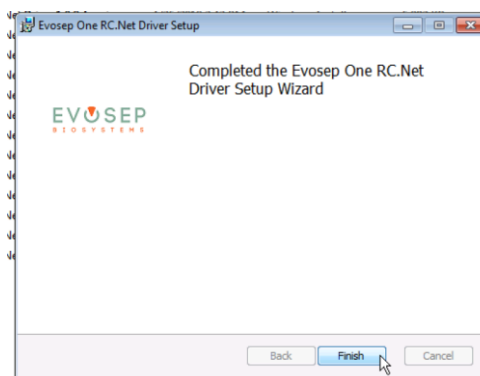 Evosep One RC.Net Driver Setup
Completed the Evosep One RC.Net
Driver Setup Wizard
EVOSEP
BIOSYSTEMS
Back
Finish
Cancel